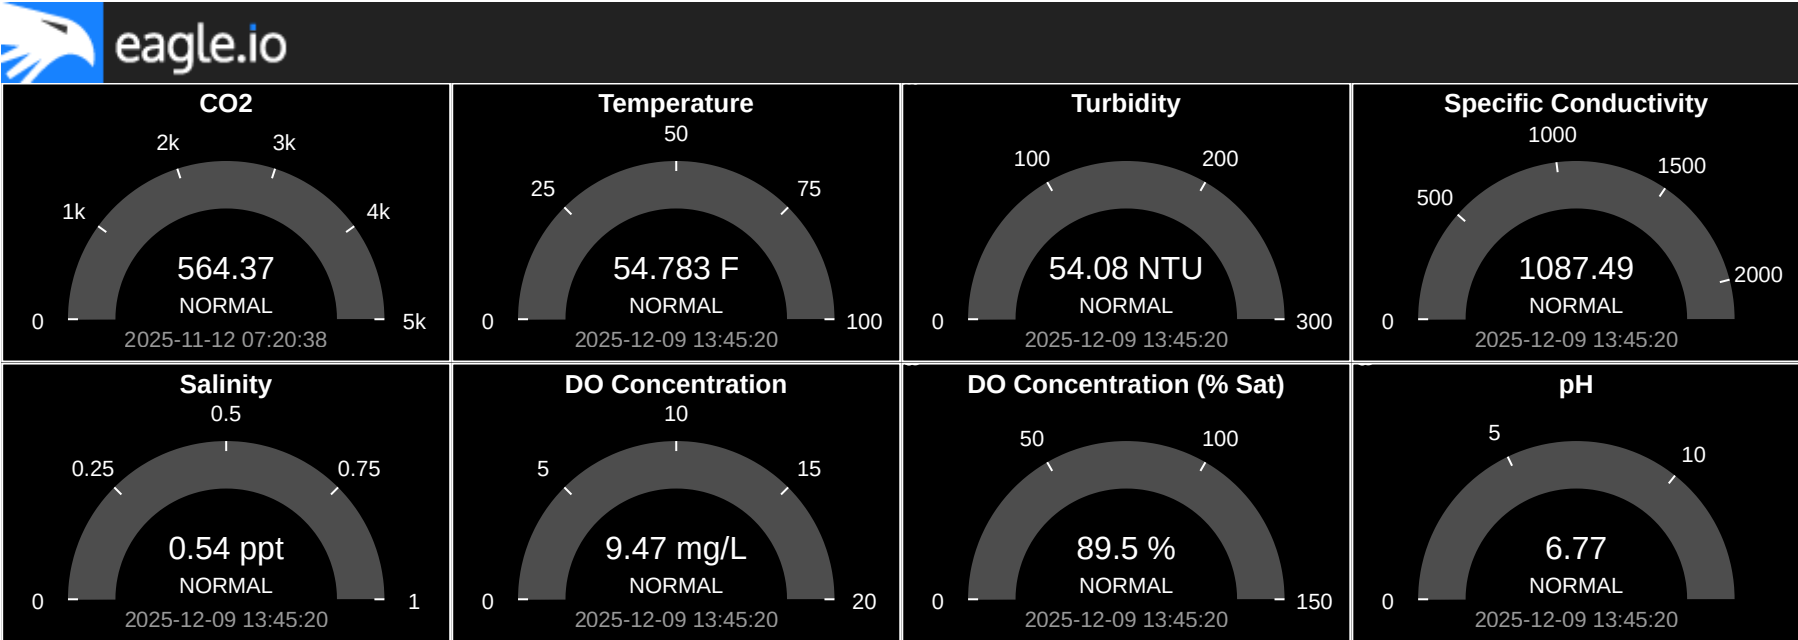 eagle.io
CO2
2k 3k
1k 4k
564.37
NORMAL
0 5k
2025-11-12 07:20:38
Temperature
50
25 75
54.783 F
NORMAL
0 100
2025-12-09 13:45:20
Turbidity
100 200
54.08 NTU
NORMAL
0 300
2025-12-09 13:45:20
Specific Conductivity
1000
1500
500
1087.49
2000
NORMAL
0
2025-12-09 13:45:20
Salinity
0.5
0.25 0.75
0.54 ppt
NORMAL
0 1
2025-12-09 13:45:20
DO Concentration
10
5 15
9.47 mg/L
NORMAL
0 20
2025-12-09 13:45:20
DO Concentration (% Sat)
50 100
89.5 %
NORMAL
0 150
2025-12-09 13:45:20
pH
5
10
6.77
NORMAL
0
2025-12-09 13:45:20